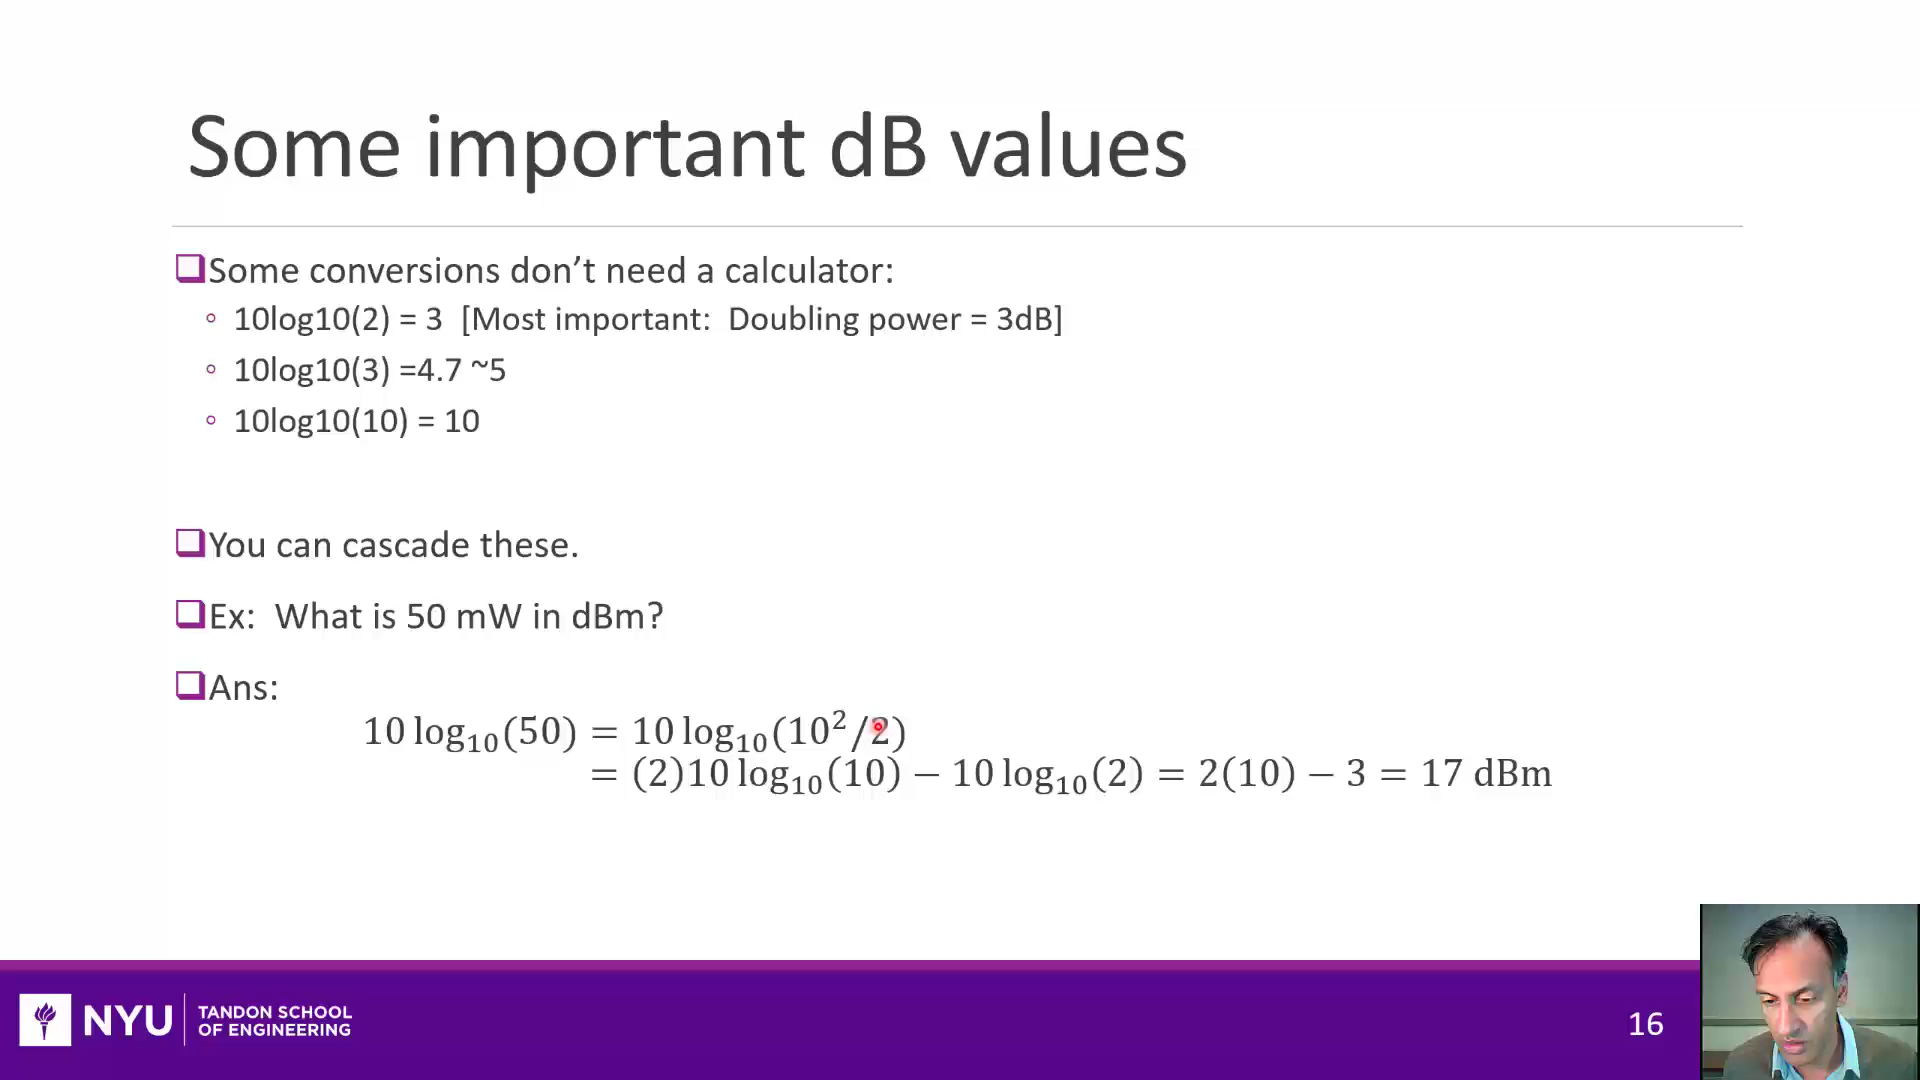 Some important dB values
❑Some conversions don’t need a calculator:
◦ 10log10(2) = 3 [Most important: Doubling power = 3dB]
◦ 10log10(3) =4.7 ~5
◦ 10log10(10) = 10
❑You can cascade these.
❑Ex: What is 50 mW in dBm?
❑Ans:
10 log₁₀(50) = 10 log₁₀(10²/2)
= (2)10 log₁₀(10) − 10 log₁₀(2) = 2(10) − 3 = 17 dBm
NYU
TANDON SCHOOL
OF ENGINEERING
16